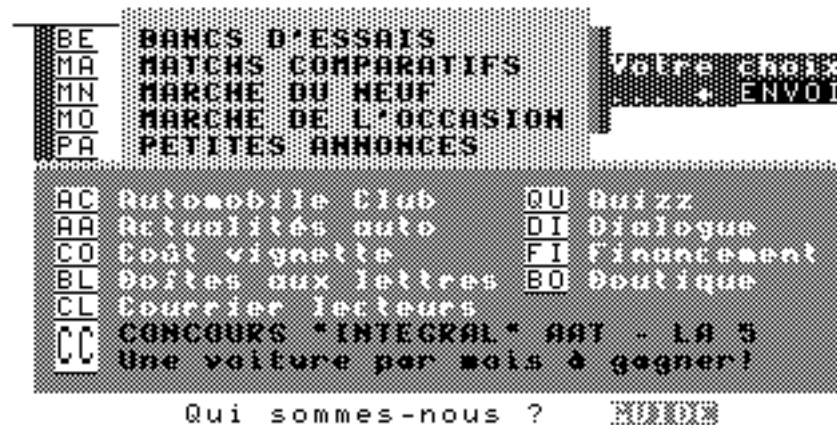 BE BANCS D'ESSAIS
MA MATCHS COMPARATIFS
MN MARCHE DU NEUF
MO MARCHE DE L'OCCASION
PA PETITES ANNONCES
Votre choix
. . + ENVOI
AC Automobile Club
AA Actualités auto
CO Coût vignette
BL Boîtes aux lettres
CL Courrier lecteurs
QU Quizz
DI Dialogue
FI Financement
BO Boutique
CC CONCOURS "INTEGRAL" AAT - LA 5
Une voiture par mois à gagner!
Qui sommes-nous ?